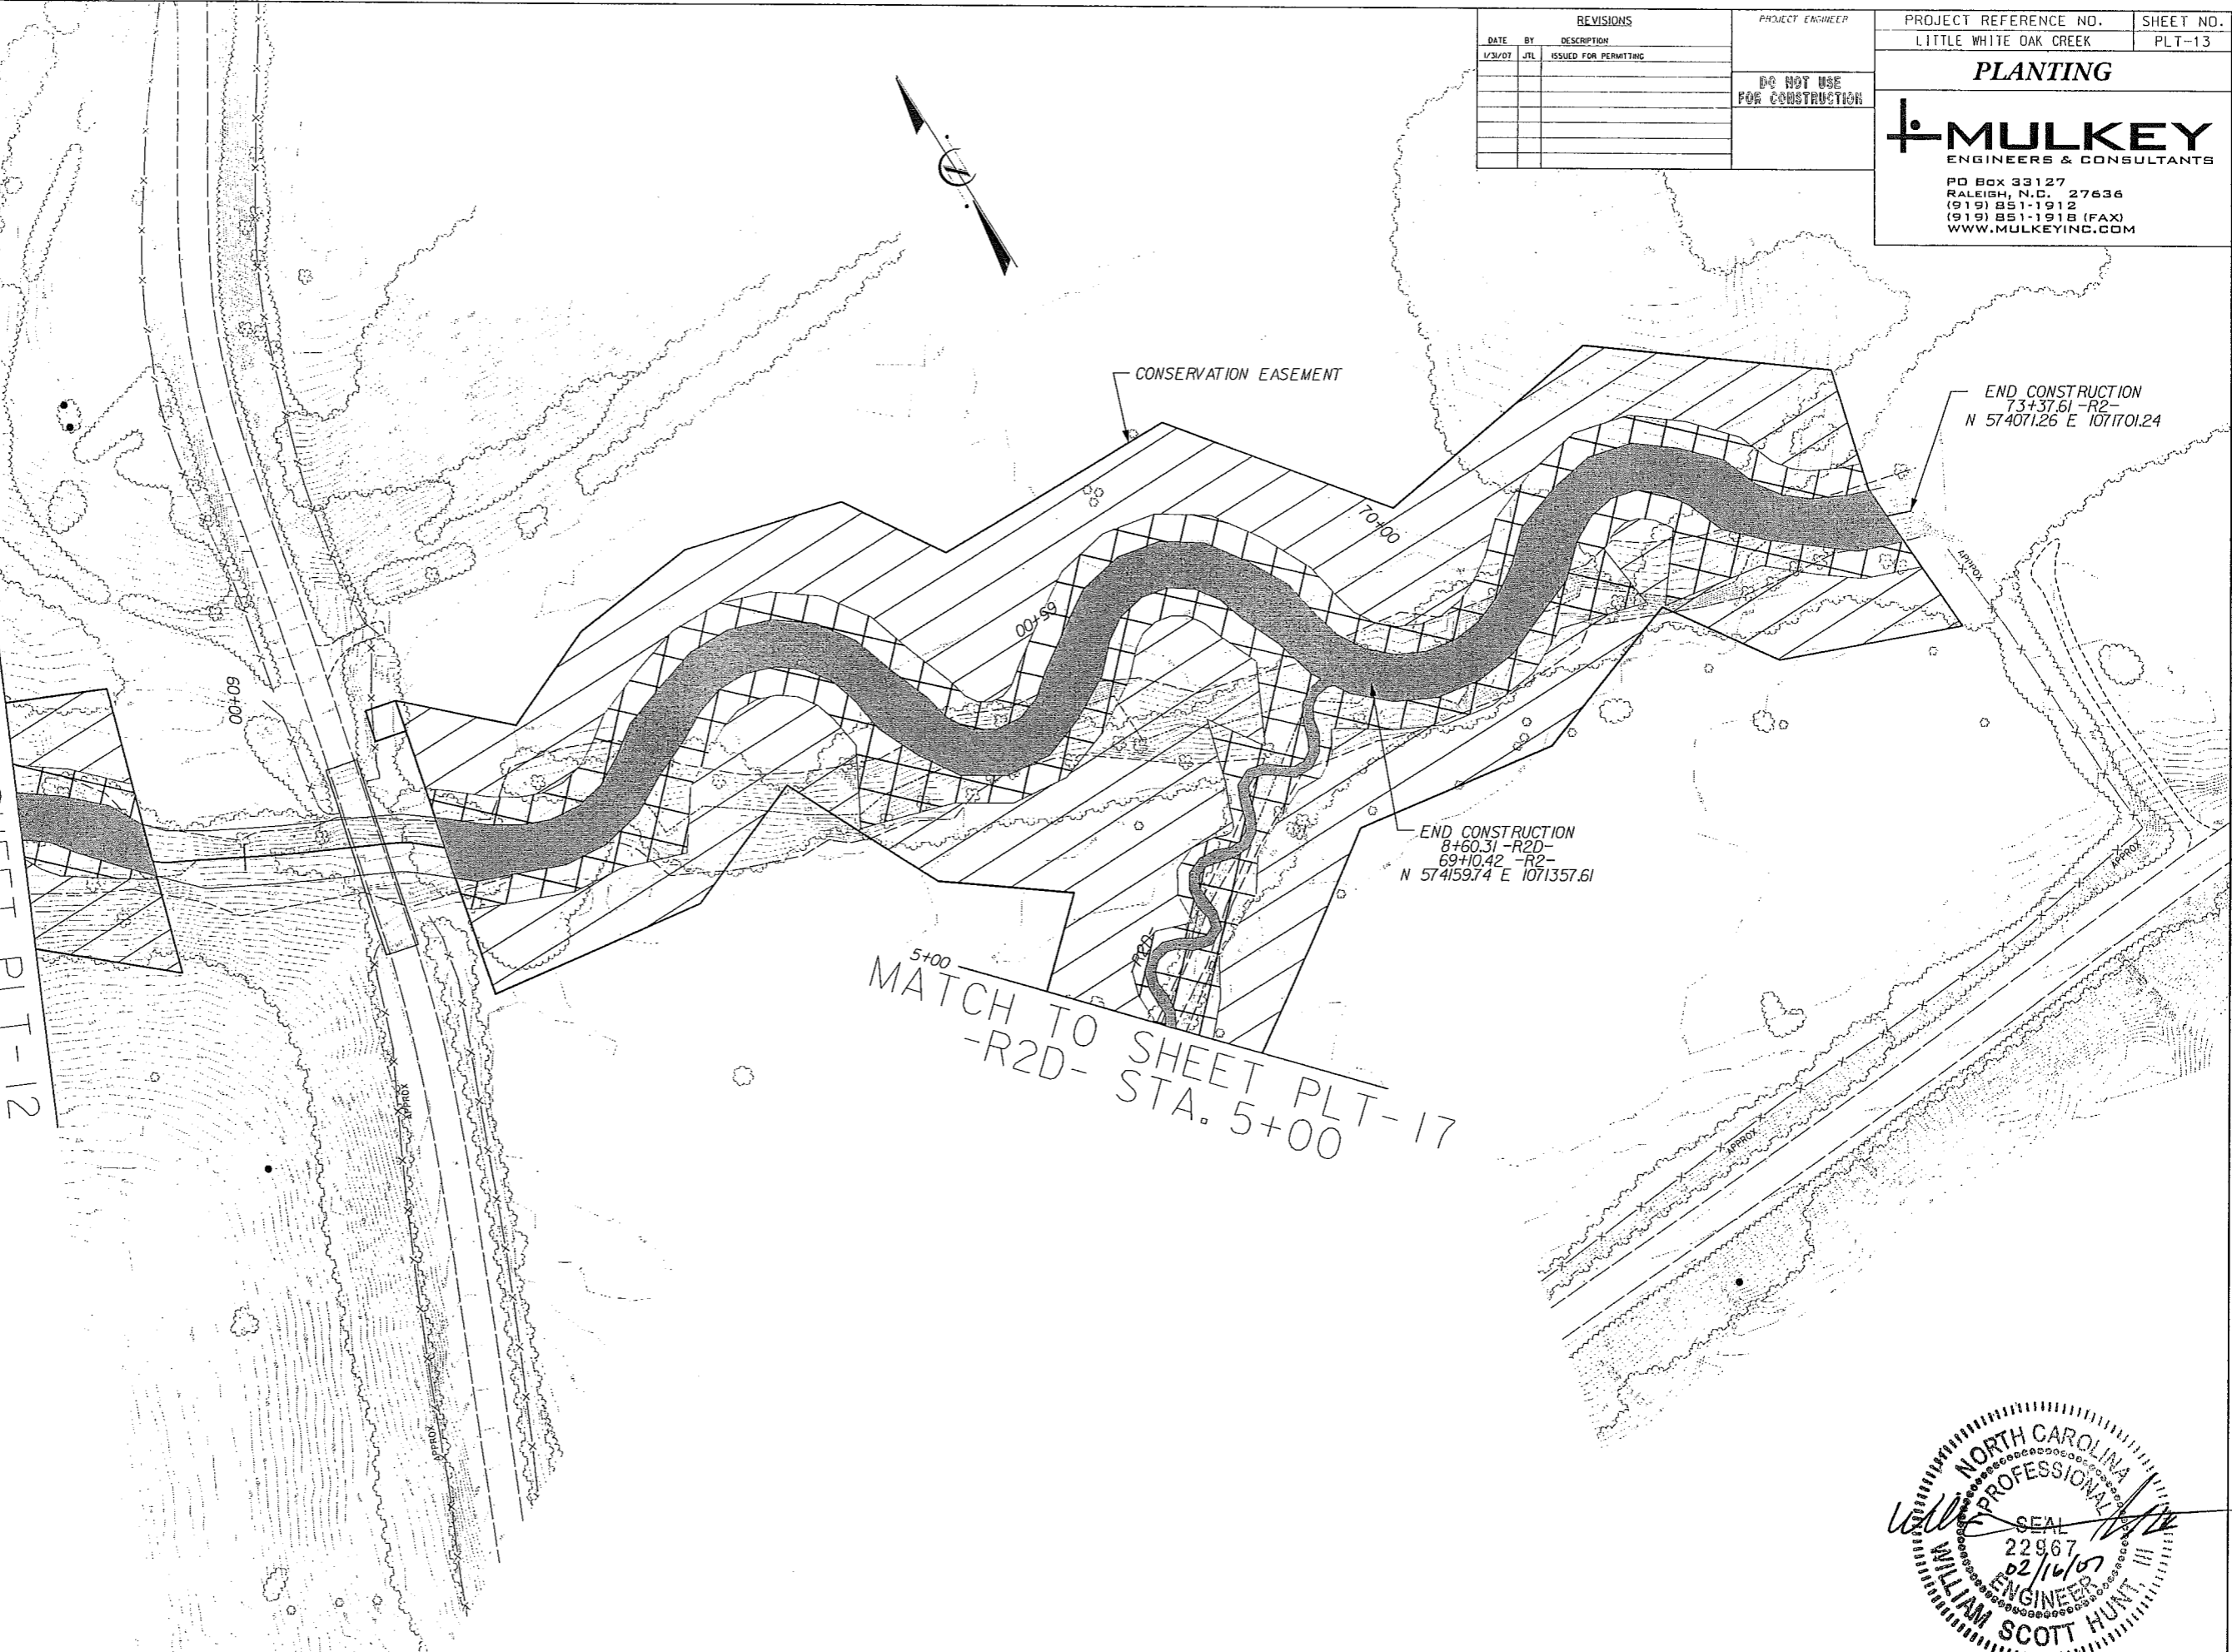 REVISIONS
DATE BY DESCRIPTION
1/31/07 JTL ISSUED FOR PERMITTING
PROJECT ENGINEER
DO NOT USE
FOR CONSTRUCTION
PROJECT REFERENCE NO. SHEET NO.
LITTLE WHITE OAK CREEK PLT-13
PLANTING
MULKEY
ENGINEERS & CONSULTANTS
PO BOX 33127
RALEIGH, N.C. 27636
(919) 851-1912
(919) 851-1918 (FAX)
WWW.MULKEYINC.COM
CONSERVATION EASEMENT
END CONSTRUCTION
73+37.61 -R2-
N 574071.26 E 1071701.24
70+00
65+00
60+00
APPROX
END CONSTRUCTION
8+60.31 -R2D-
69+10.42 -R2-
N 574159.74 E 1071357.61
APPROX
-R2D-
5+00
MATCH TO SHEET PLT-17
-R2D- STA. 5+00
PLT-12
APPROX
APPROX
APPROX
NORTH CAROLINA
PROFESSIONAL
SEAL
22967
02/16/07
ENGINEER
WILLIAM SCOTT HUNT, III